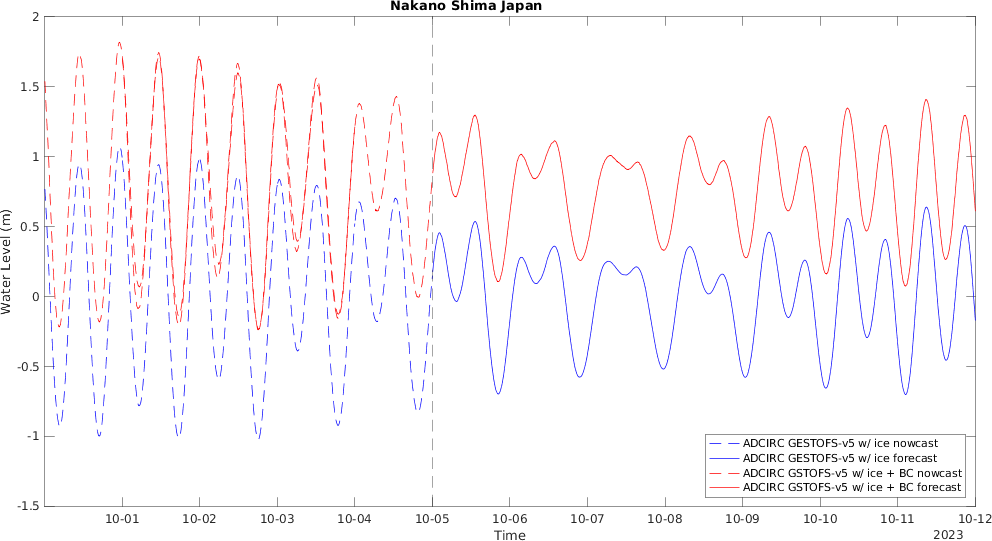 Nakano Shima Japan
2
1.5
1
0.5
0
-0.5
-1
-1.5
Water Level (m)
ADCIRC GESTOFS-v5 w/ ice nowcast
ADCIRC GESTOFS-v5 w/ ice forecast
ADCIRC GSTOFS-v5 w/ ice + BC nowcast
ADCIRC GSTOFS-v5 w/ ice + BC forecast
10-01 10-02 10-03 10-04 10-05 10-06 10-07 10-08 10-09 10-10 10-11 10-12
Time
2023